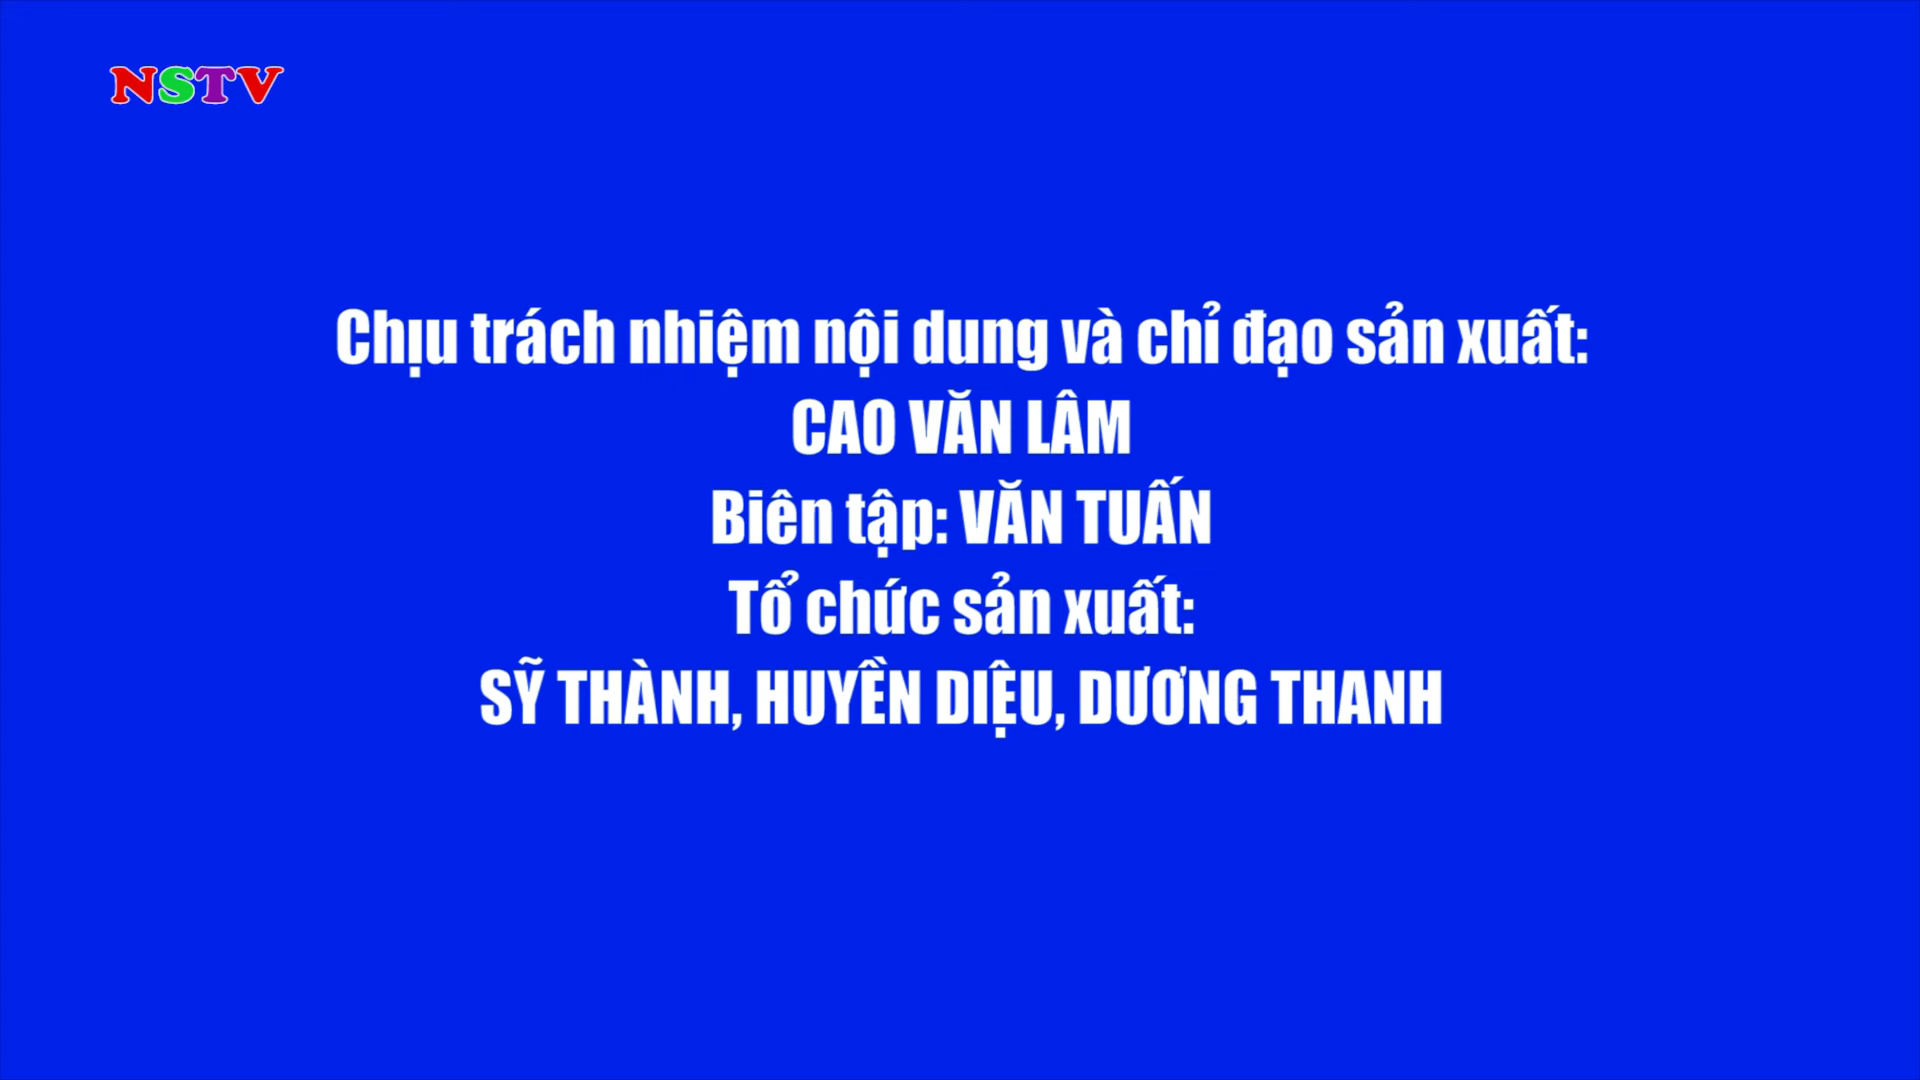 NSTV
Chịu trách nhiệm nội dung và chỉ đạo sản xuất:
CAO VĂN LÂM
Biên tập: VĂN TUẤN
Tổ chức sản xuất:
SỸ THÀNH, HUYỀN DIỆU, DƯƠNG THANH